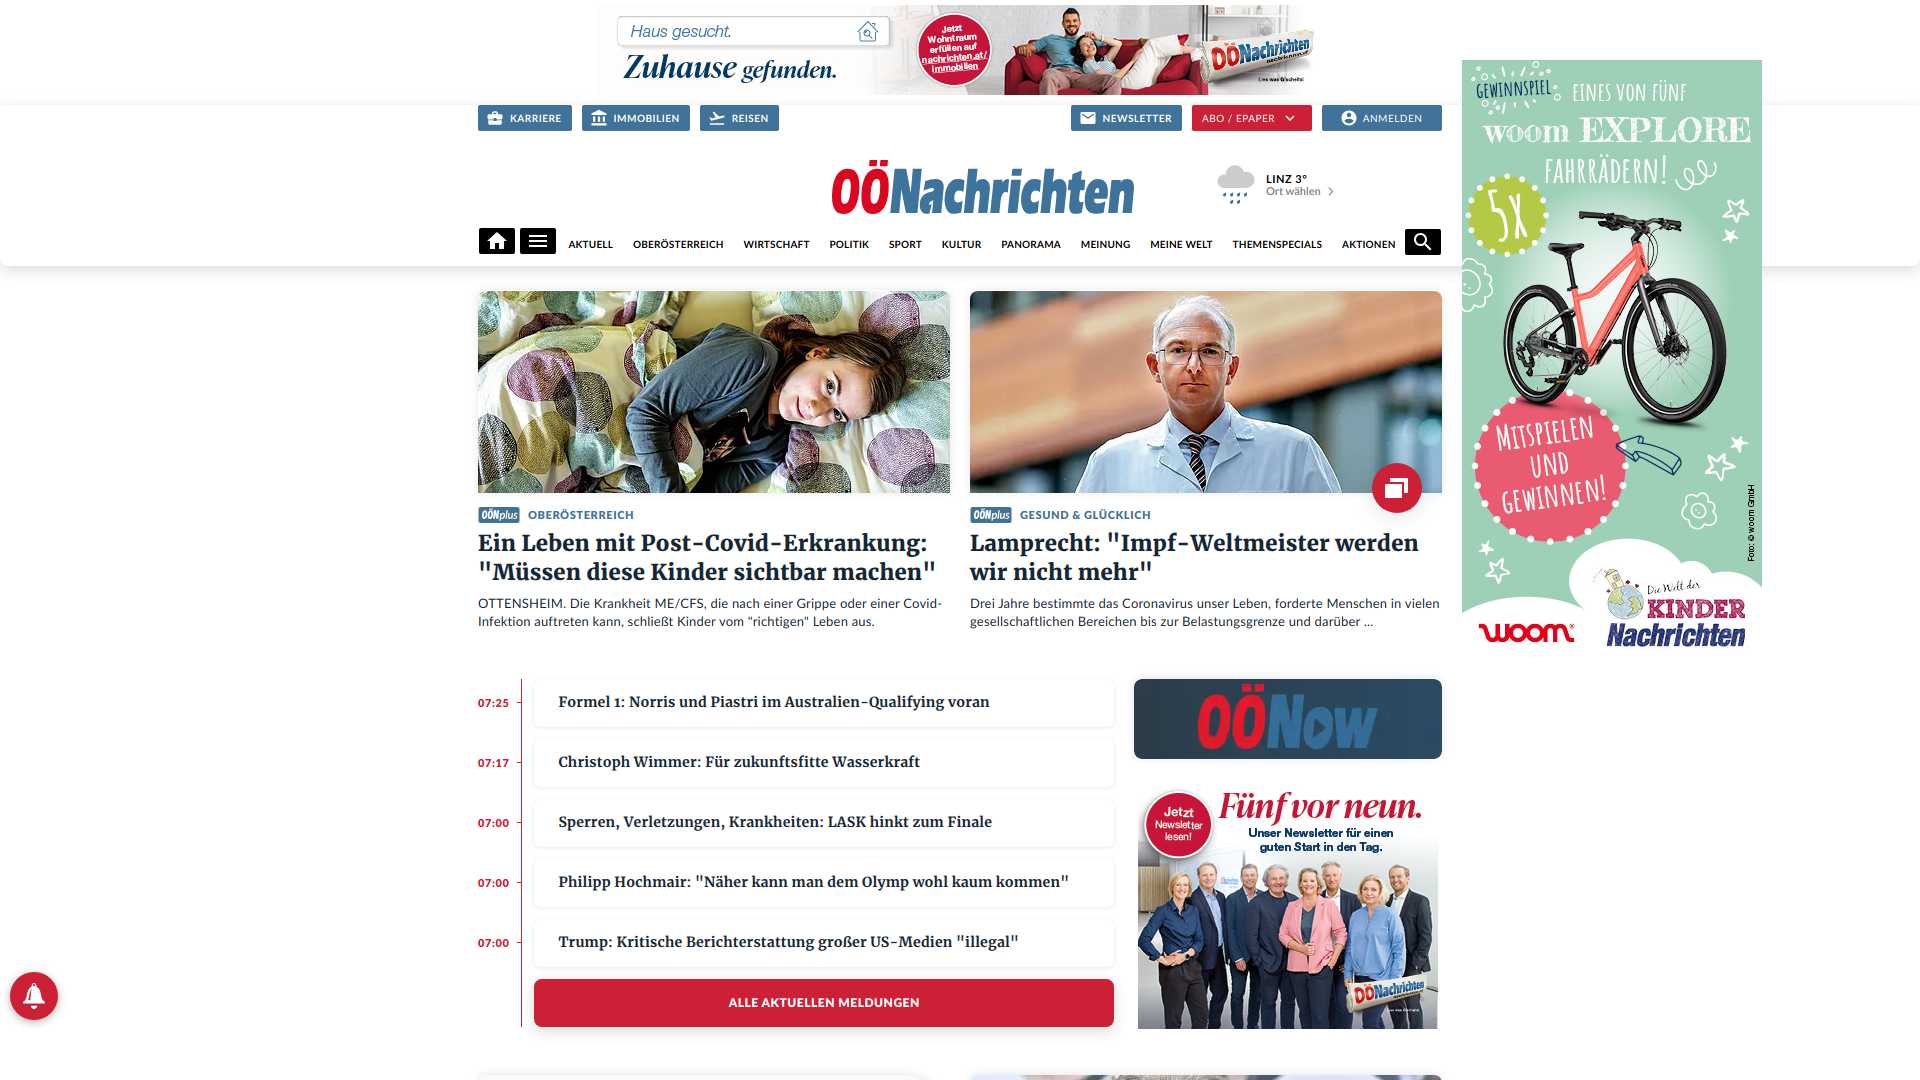 Haus gesucht.
Zuhause gefunden.
Jetzt
Wohntraum
erfüllen auf
nachrichten.at/
immobilien
OÖNachrichten
Lies was Gscheits!
KARRIERE
IMMOBILIEN
REISEN
NEWSLETTER
ABO / EPAPER
ANMELDEN
OÖNachrichten
LINZ 3°
Ort wählen
AKTUELL
OBERÖSTERREICH
WIRTSCHAFT
POLITIK
SPORT
KULTUR
PANORAMA
MEINUNG
MEINE WELT
THEMENSPECIALS
AKTIONEN
GEWINNSPIEL
EINES VON FÜNF
woom EXPLORE
FAHRRÄDERN!
5X
MITSPIELEN
UND
GEWINNEN!
Foto: © woom GmbH
Die Welt der
KINDER
Nachrichten
woom
OÖNplus OBERÖSTERREICH
Ein Leben mit Post-Covid-Erkrankung:
"Müssen diese Kinder sichtbar machen"
OTTENSHEIM. Die Krankheit ME/CFS, die nach einer Grippe oder einer Covid-
Infektion auftreten kann, schließt Kinder vom "richtigen" Leben aus.
OÖNplus GESUND & GLÜCKLICH
Lamprecht: "Impf-Weltmeister werden
wir nicht mehr"
Drei Jahre bestimmte das Coronavirus unser Leben, forderte Menschen in vielen
gesellschaftlichen Bereichen bis zur Belastungsgrenze und darüber ...
07:25 Formel 1: Norris und Piastri im Australien-Qualifying voran
07:17 Christoph Wimmer: Für zukunftsfitte Wasserkraft
07:00 Sperren, Verletzungen, Krankheiten: LASK hinkt zum Finale
07:00 Philipp Hochmair: "Näher kann man dem Olymp wohl kaum kommen"
07:00 Trump: Kritische Berichterstattung großer US-Medien "illegal"
ALLE AKTUELLEN MELDUNGEN
OÖNow
Jetzt
Newsletter
lesen!
Fünf vor neun.
Unser Newsletter für einen
guten Start in den Tag.
OÖNachrichten